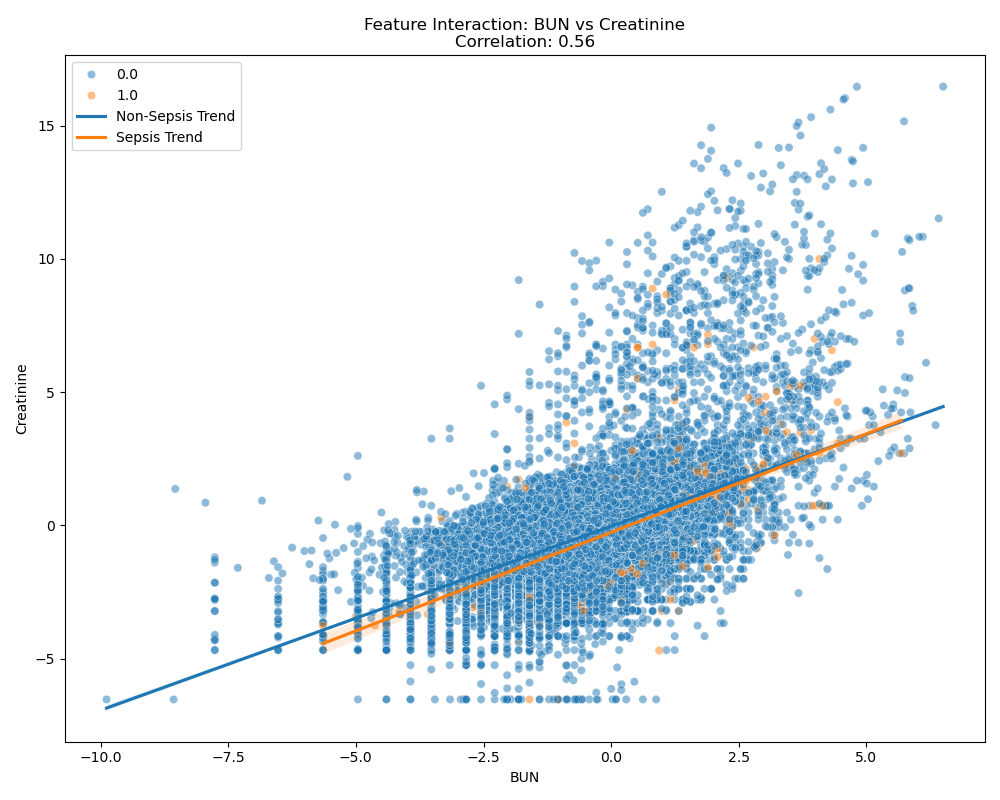 Feature Interaction: BUN vs Creatinine
Correlation: 0.56
0.0
1.0
Non-Sepsis Trend
Sepsis Trend
15
10
5
0
−5
Creatinine
−10.0
−7.5
−5.0
−2.5
0.0
2.5
5.0
BUN